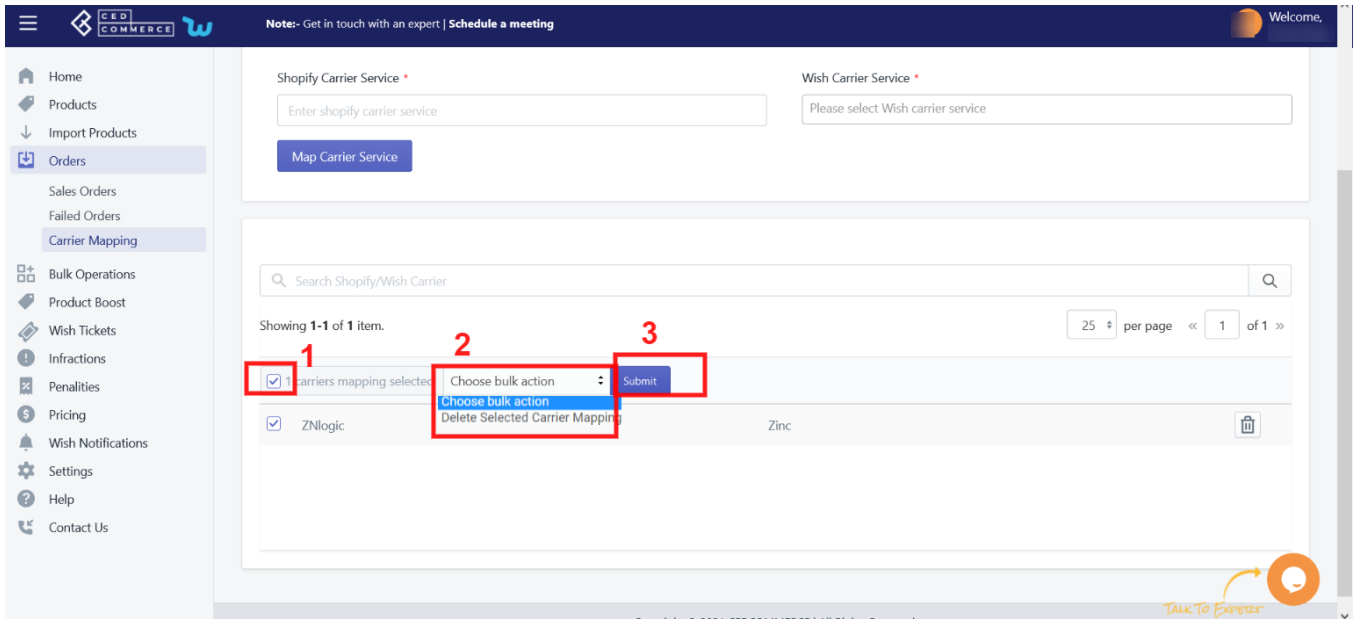 CED
COMMERCE
Note:- Get in touch with an expert | Schedule a meeting
Welcome,
Home
Products
Import Products
Orders
Sales Orders
Failed Orders
Carrier Mapping
Bulk Operations
Product Boost
Wish Tickets
Infractions
Penalities
Pricing
Wish Notifications
Settings
Help
Contact Us
Shopify Carrier Service *
Wish Carrier Service *
Enter shopify carrier service
Please select Wish carrier service
Map Carrier Service
Search Shopify/Wish Carrier
Showing 1-1 of 1 item.
25 per page « 1 of 1 »
1
2
3
1 carriers mapping selected
Choose bulk action
Submit
Choose bulk action
Delete Selected Carrier Mapping
ZNlogic
Zinc
TALK TO EXPERT